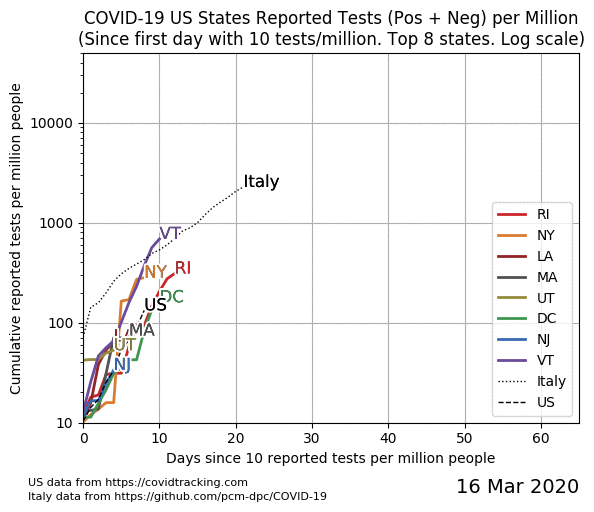 COVID-19 US States Reported Tests (Pos + Neg) per Million
(Since first day with 10 tests/million. Top 8 states. Log scale)
Cumulative reported tests per million people
10000
1000
100
10
Italy
VT
NY
RI
DC
US
MA
UT
NJ
RI
NY
LA
MA
UT
DC
NJ
VT
Italy
US
0 10 20 30 40 50 60
Days since 10 reported tests per million people
US data from https://covidtracking.com
Italy data from https://github.com/pcm-dpc/COVID-19
16 Mar 2020